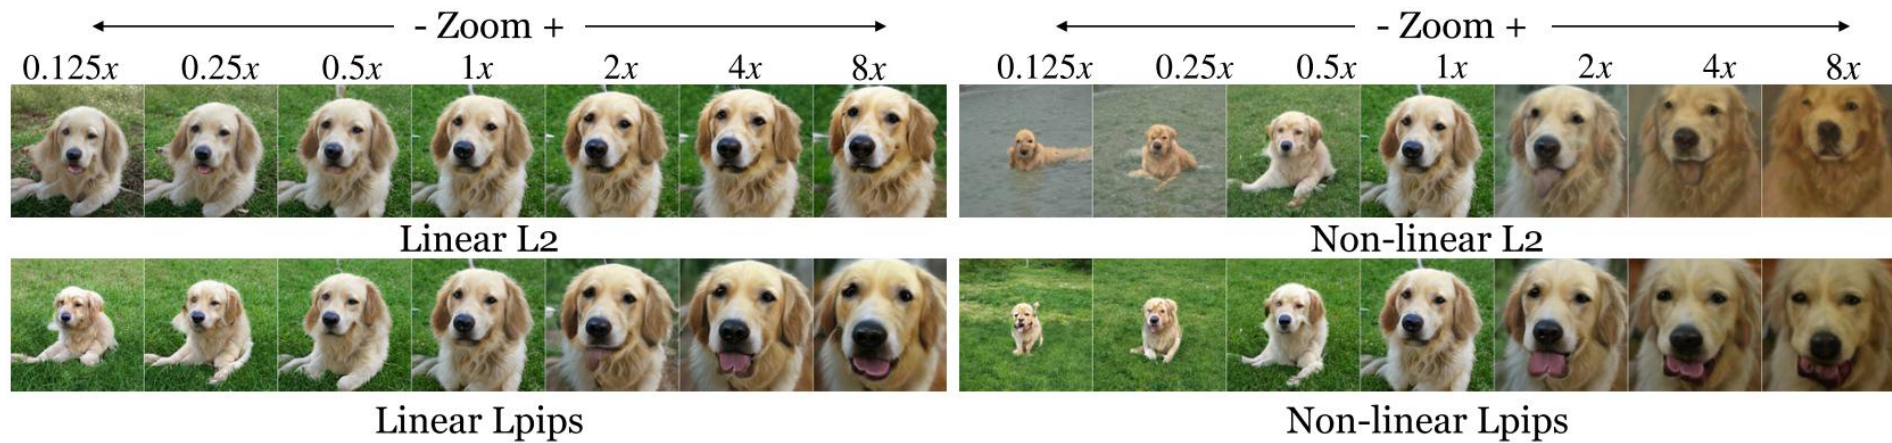 - Zoom +
0.125x 0.25x 0.5x 1x 2x 4x 8x
Linear L2
Linear Lpips
- Zoom +
0.125x 0.25x 0.5x 1x 2x 4x 8x
Non-linear L2
Non-linear Lpips